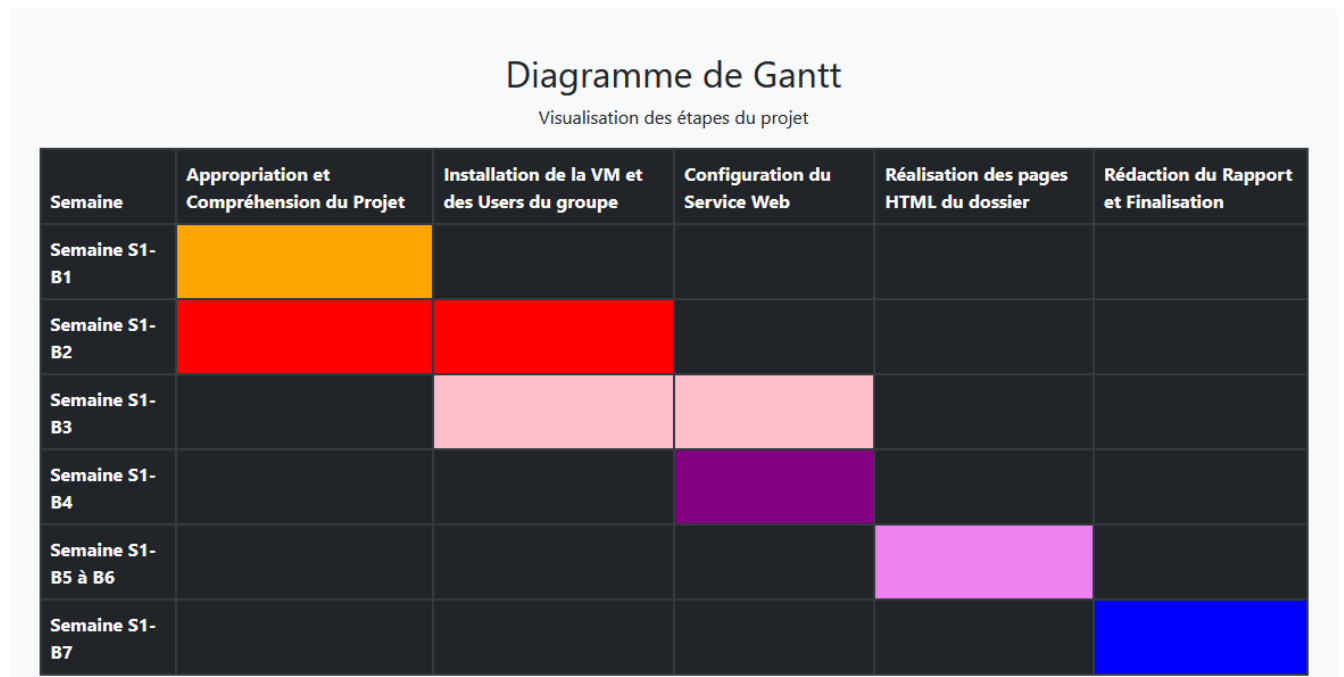 Diagramme de Gantt
Visualisation des étapes du projet
Semaine
Appropriation et
Compréhension du Projet
Installation de la VM et
des Users du groupe
Configuration du
Service Web
Réalisation des pages
HTML du dossier
Rédaction du Rapport
et Finalisation
Semaine S1-
B1
Semaine S1-
B2
Semaine S1-
B3
Semaine S1-
B4
Semaine S1-
B5 à B6
Semaine S1-
B7